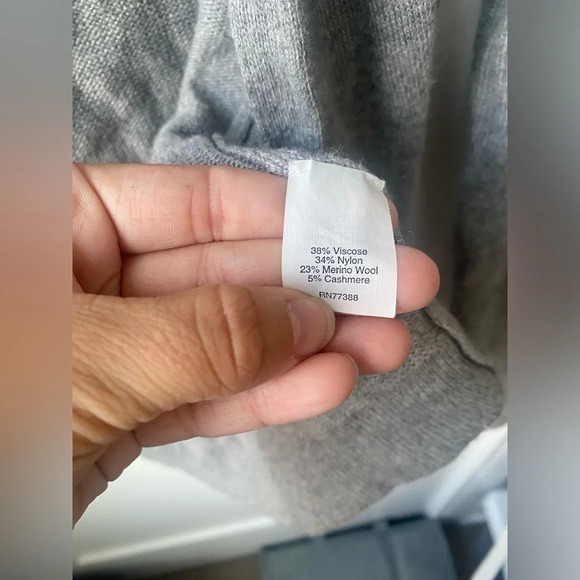 38% Viscose
34% Nylon
23% Merino Wool
5% Cashmere
RN77388